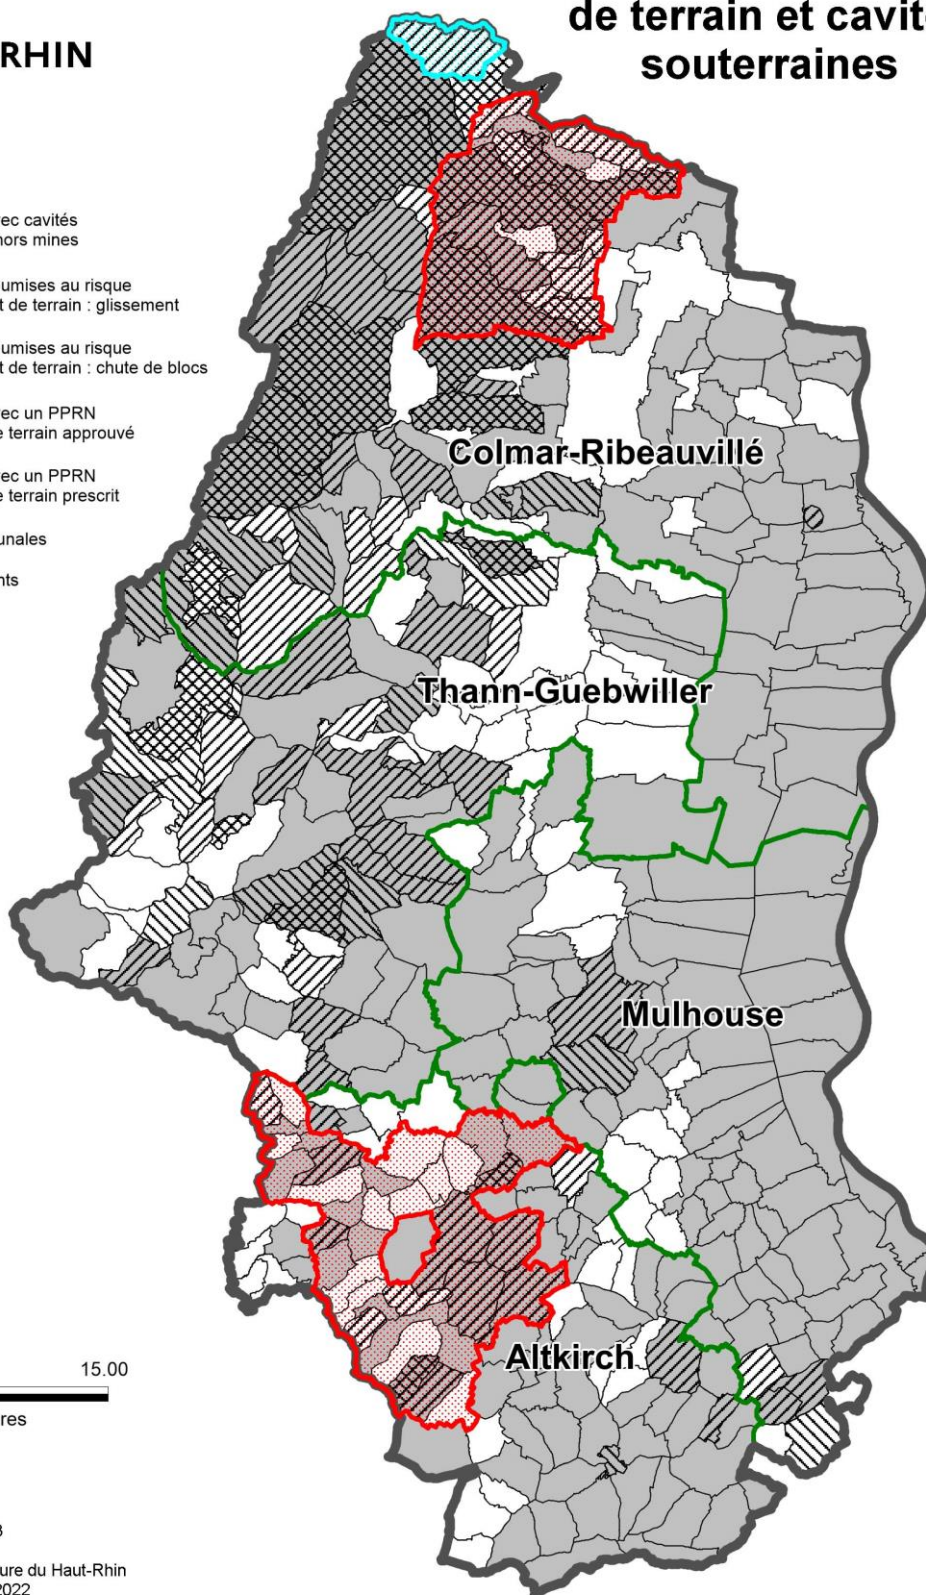 de terrain et cavit
souterraines
RHIN
ec cavités
hors mines
umises au risque
t de terrain : glissement
umises au risque
t de terrain : chute de blocs
ec un PPRN
e terrain approuvé
ec un PPRN
e terrain prescrit
unales
nts
Colmar-Ribeauvillé
Thann-Guebwiller
Mulhouse
Altkirch
15.00
res
ure du Haut-Rhin
2022